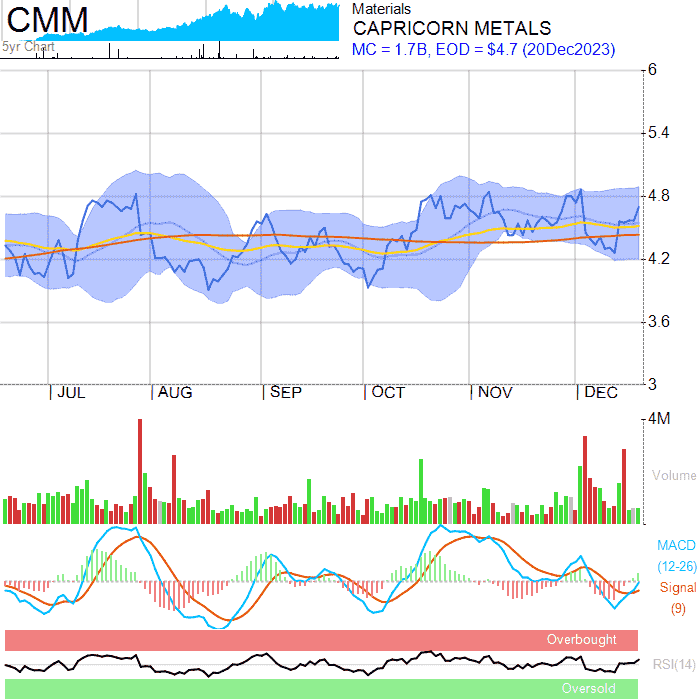 CMM
5yr Chart
Materials
CAPRICORN METALS
MC = 1.7B, EOD = $4.7 (20Dec2023)
6
5.4
4.8
4.2
3.6
3
JUL AUG SEP OCT NOV DEC
4M
Volume
MACD
(12-26)
Signal
(9)
Overbought
RSI(14)
Oversold